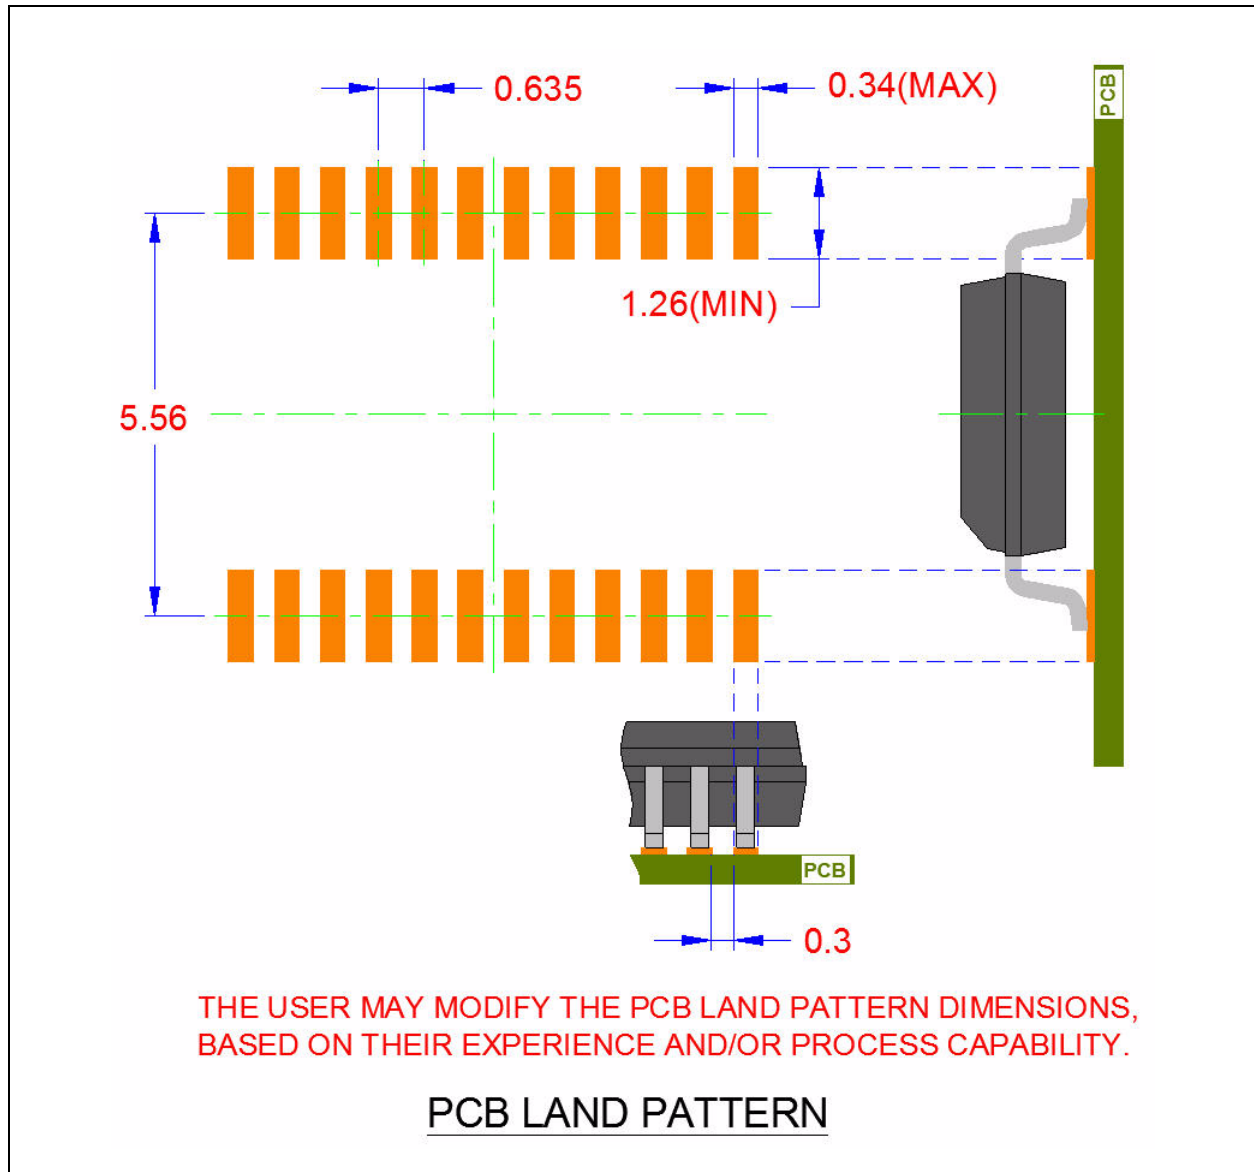 0.635
0.34(MAX)
PCB
1.26(MIN)
5.56
PCB
0.3
THE USER MAY MODIFY THE PCB LAND PATTERN DIMENSIONS,
BASED ON THEIR EXPERIENCE AND/OR PROCESS CAPABILITY.
PCB LAND PATTERN